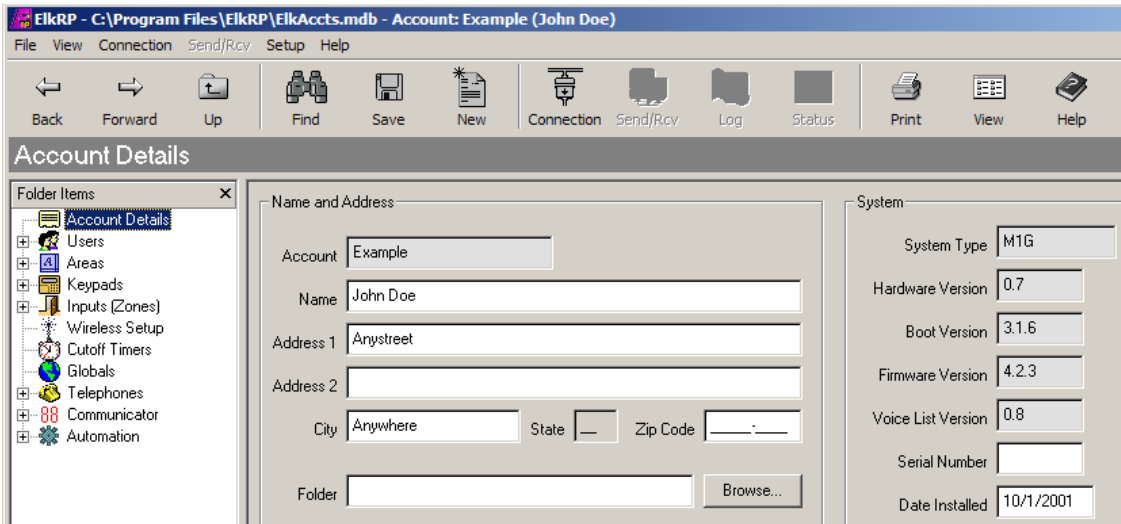 ElkRP - C:\Program Files\ElkRP\ElkAccts.mdb - Account: Example (John Doe)
File View Connection Send/Rcv Setup Help
Back Forward Up Find Save New Connection Send/Rcv Log Status Print View Help
Account Details
Folder Items
Account Details
Users
Areas
Keypads
Inputs (Zones)
Wireless Setup
Cutoff Timers
Globals
Telephones
88 Communicator
Automation
Name and Address
Account Example
Name John Doe
Address 1 Anystreet
Address 2
City Anywhere State __ Zip Code _____-____
Folder Browse...
System
System Type M1G
Hardware Version 0.7
Boot Version 3.1.6
Firmware Version 4.2.3
Voice List Version 0.8
Serial Number
Date Installed 10/1/2001